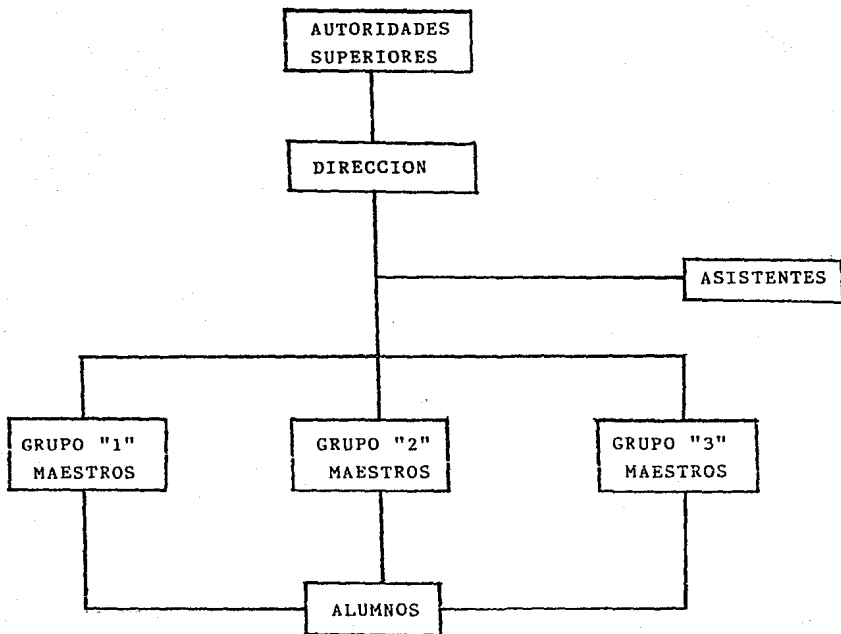 AUTORIDADES
SUPERIORES
DIRECCION
ASISTENTES
GRUPO "1"
MAESTROS
GRUPO "2"
MAESTROS
GRUPO "3"
MAESTROS
ALUMNOS